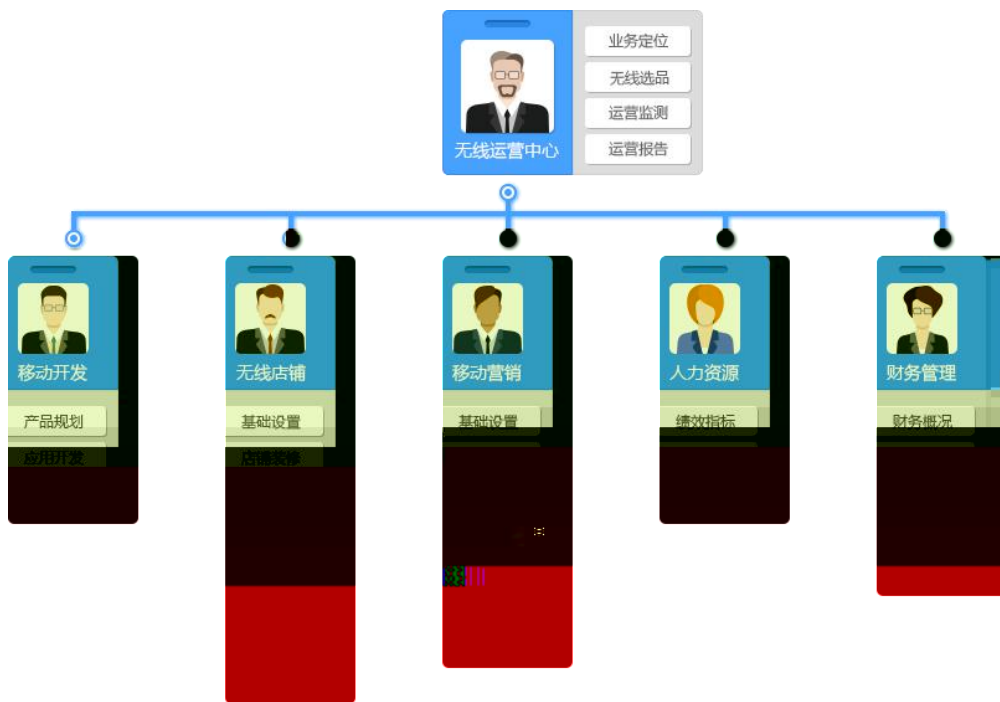 业务定位
无线选品
运营监测
运营报告
无线运营中心
移动开发
无线店铺
移动营销
人力资源
财务管理
产品规划
基础设置
基础设置
绩效指标
财务概况
应用开发
店铺装修